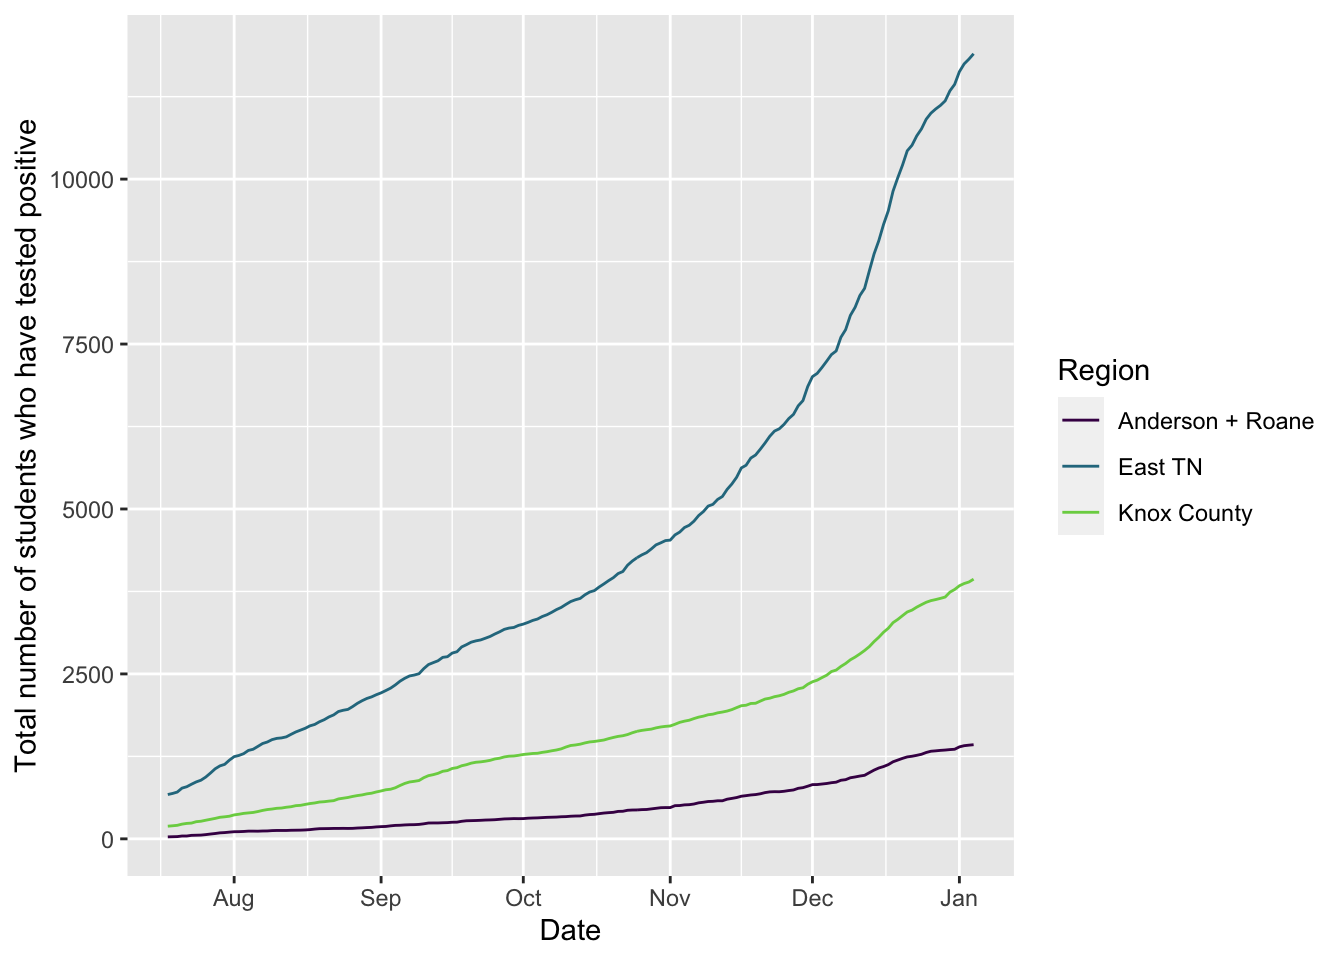 Total number of students who have tested positive
10000
7500
5000
2500
0
Aug Sep Oct Nov Dec Jan
Date
Region
Anderson + Roane
East TN
Knox County